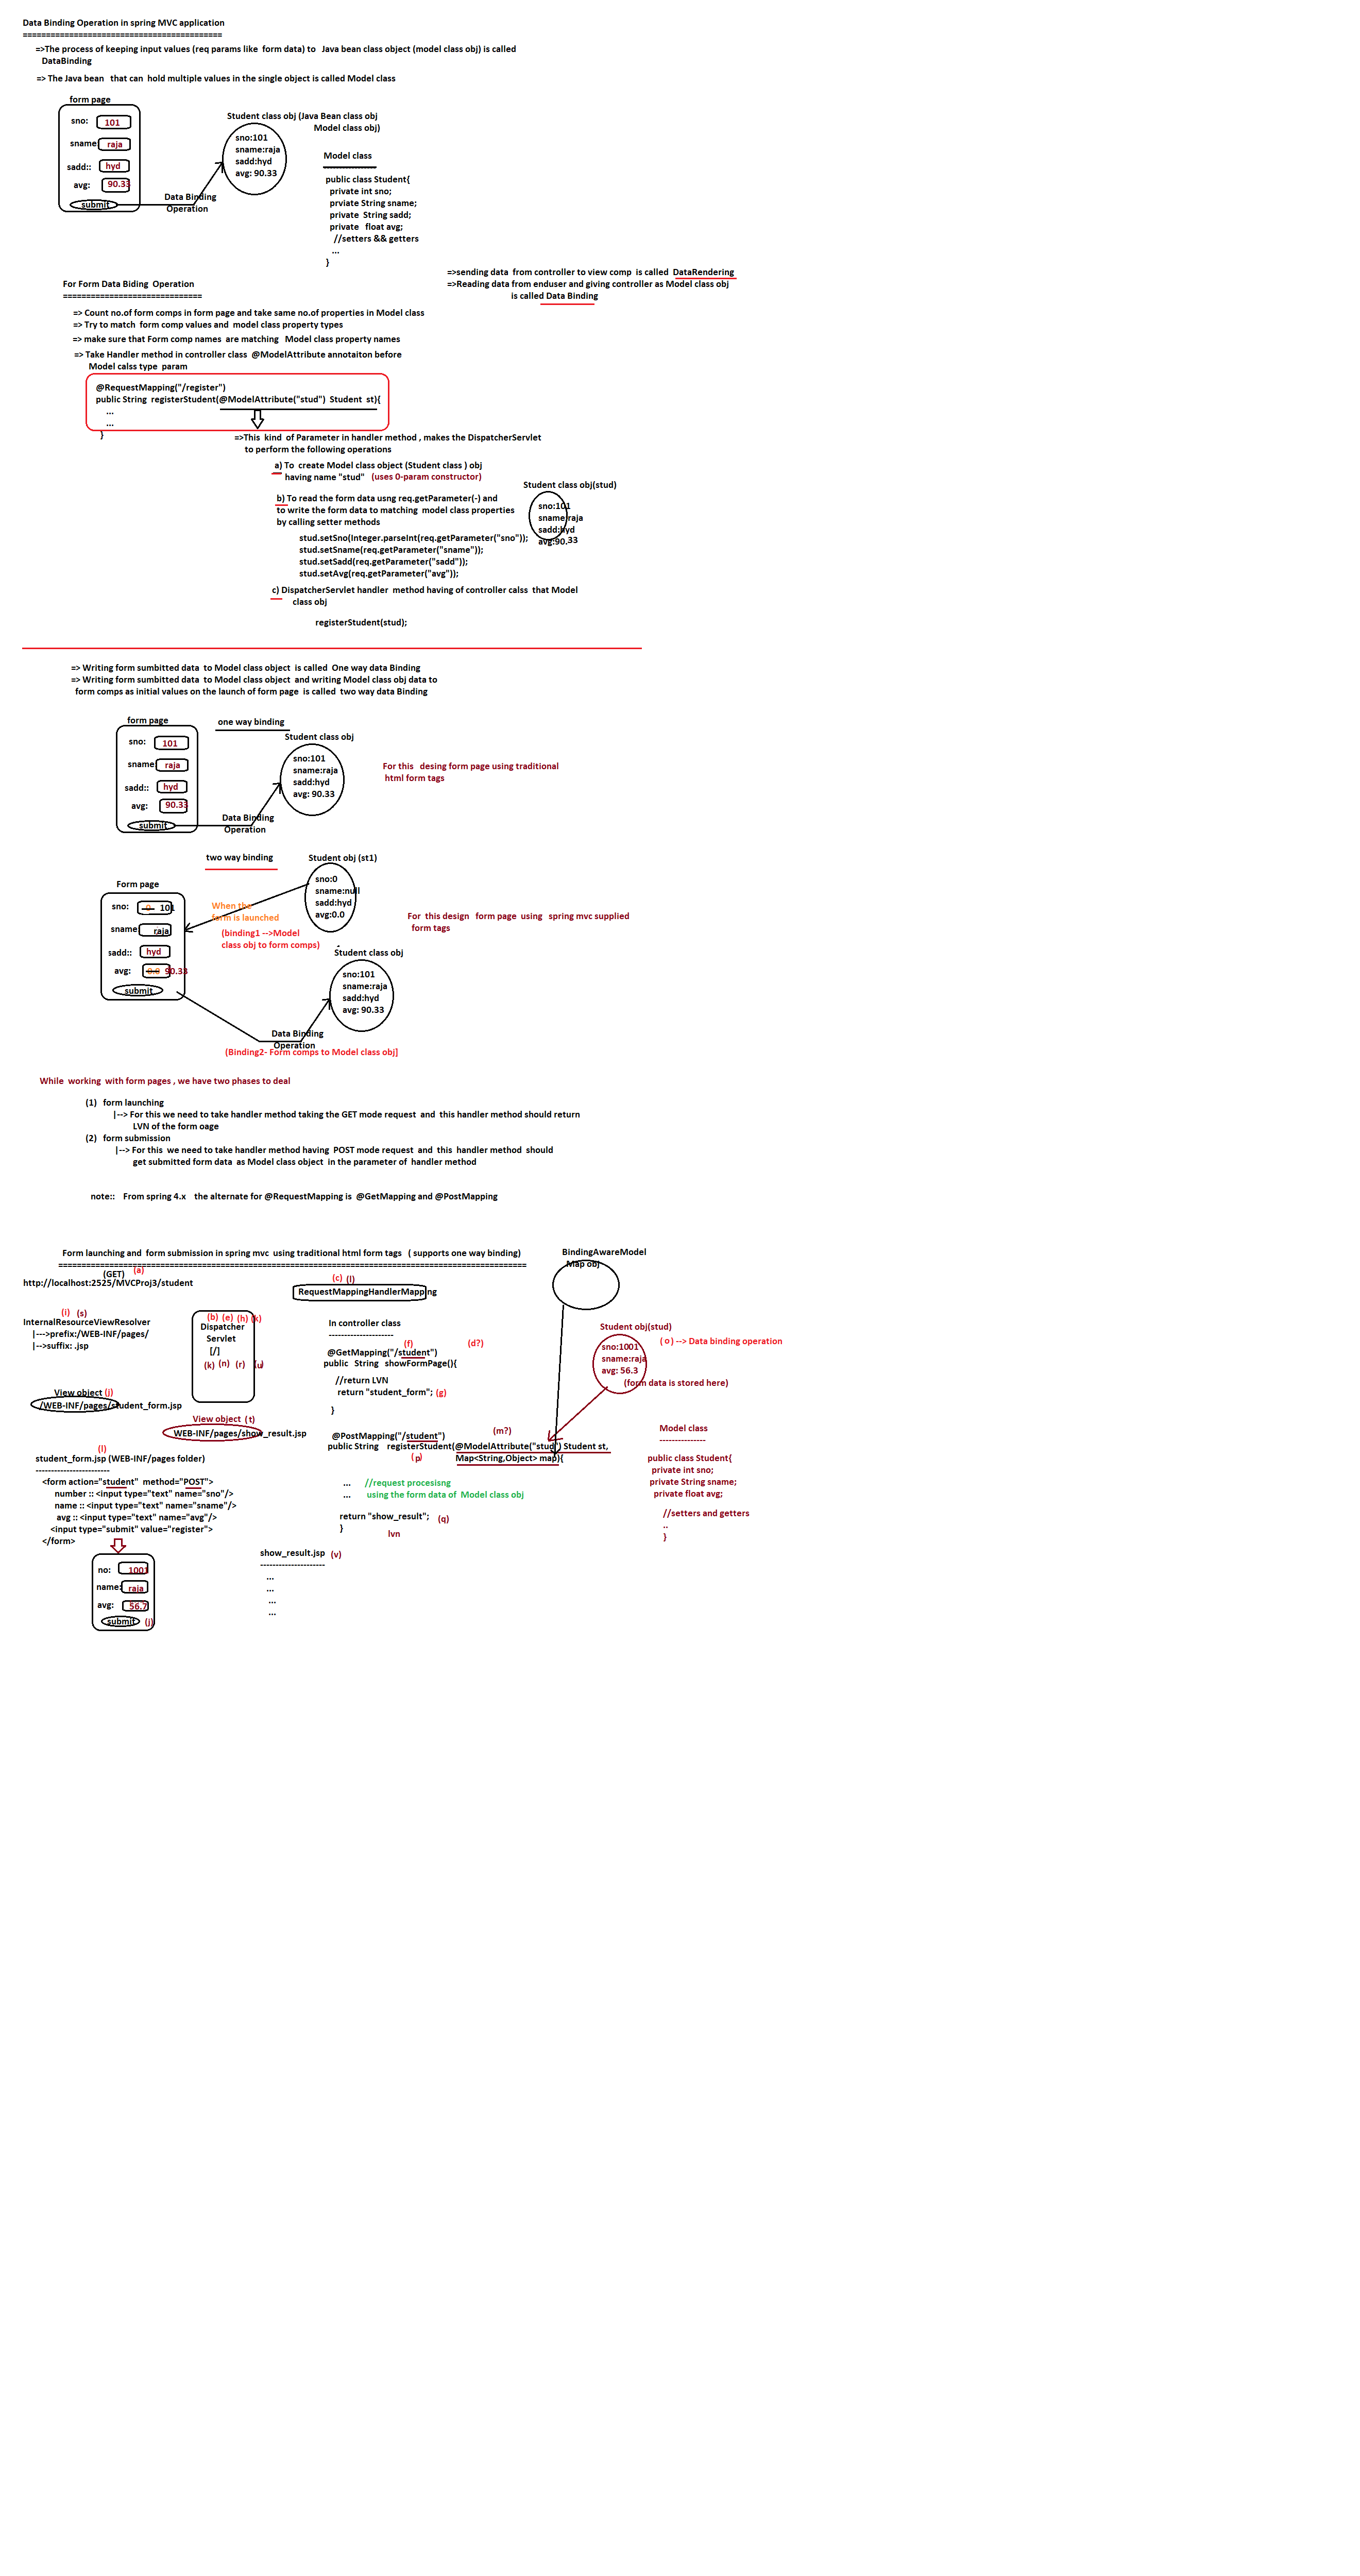 Data Binding Operation in spring MVC application
==========================================
=>The process of keeping input values (req params like form data) to Java bean class object (model class obj) is called
DataBinding
=> The Java bean that can hold multiple values in the single object is called Model class
form page
sno: 101
sname raja
sadd:: hyd
avg: 90.33
submit
Data Binding
Operation
Student class obj (Java Bean class obj
Model class obj)
sno:101
sname:raja
sadd:hyd
avg: 90.33
Model class
public class Student{
private int sno;
prvate String sname;
private String sadd;
private float avg;
//setters && getters
...
}
=>sending data from controller to view comp is called DataRendering
=>Reading data from enduser and giving controller as Model class obj
is called Data Binding
For Form Data Biding Operation
==============================
=> Count no.of form comps in form page and take same no.of properties in Model class
=> Try to match form comp values and model class property types
=> make sure that Form comp names are matching Model class property names
=> Take Handler method in controller class @ModelAttribute annotaiton before
Model calss type param
@RequestMapping("/register")
public String registerStudent(@ModelAttribute("stud") Student st){
...
...
}
=>This kind of Parameter in handler method , makes the DispatcherServlet
to perform the following operations
a) To create Model class object (Student class ) obj
having name "stud" (uses 0-param constructor)
b) To read the form data usng req.getParameter(-) and
to write the form data to matching model class properties
by calling setter methods
Student class obj(stud)
sno:101
sname:raja
sadd:hyd
avg:90.33
stud.setSno(Integer.parseInt(req.getParameter("sno"));
stud.setSname(req.getParameter("sname"));
stud.setSadd(req.getParameter("sadd"));
stud.setAvg(req.getParameter("avg"));
c) DispatcherServlet handler method having of controller calss that Model
class obj
registerStudent(stud);
=> Writing form sumbitted data to Model class object is called One way data Binding
=> Writing form sumbitted data to Model class object and writing Model class obj data to
form comps as initial values on the launch of form page is called two way data Binding
form page
one way binding
sno: 101
sname raja
sadd:: hyd
avg: 90.33
submit
Data Binding
Operation
Student class obj
sno:101
sname:raja
sadd:hyd
avg: 90.33
For this desing form page using traditional
html form tags
two way binding
Student obj (st1)
sno:0
sname:null
sadd:hyd
avg:0.0
Form page
sno: 0 101
sname raja
sadd:: hyd
avg: 0.0 90.33
submit
When the
form is launched
(binding1 -->Model
class obj to form comps)
For this design form page using spring mvc supplied
form tags
Student class obj
sno:101
sname:raja
sadd:hyd
avg: 90.33
Data Binding
Operation
(Binding2- Form comps to Model class obj]
While working with form pages , we have two phases to deal
(1) form launching
|--> For this we need to take handler method taking the GET mode request and this handler method should return
LVN of the form oage
(2) form submission
|--> For this we need to take handler method having POST mode request and this handler method should
get submitted form data as Model class object in the parameter of handler method
note:: From spring 4.x the alternate for @RequestMapping is @GetMapping and @PostMapping
Form launching and form submission in spring mvc using traditional html form tags ( supports one way binding)
====================================================================================================
(GET) (a)
http://localhost:2525/MVCProj3/student
(c) (l)
RequestMappingHandlerMapping
BindingAwareModel
Map obj
(i) (s)
InternalResourceViewResolver
|--->prefix:/WEB-INF/pages/
|-->suffix: .jsp
(b) (e) (h) (k)
Dispatcher
Servlet
[/]
(k) (n) (r) (u)
In controller class
---------------------
(f) (d?)
@GetMapping("/student")
public String showFormPage(){
//return LVN
return "student_form"; (g)
}
Student obj(stud)
sno:1001
sname:raja
avg: 56.3
( o ) --> Data binding operation
(form data is stored here)
View object (j)
/WEB-INF/pages/student_form.jsp
View object ( t)
WEB-INF/pages/show_result.jsp
@PostMapping("/student")
(m?)
public String registerStudent(@ModelAttribute("stud") Student st,
( p) Map<String,Object> map){
... //request procesisng
... using the form data of Model class obj
return "show_result"; (q)
}
lvn
Model class
---------------
public class Student{
private int sno;
private String sname;
private float avg;
//setters and getters
..
}
(l)
student_form.jsp (WEB-INF/pages folder)
------------------------
<form action="student" method="POST">
number :: <input type="text" name="sno"/>
name :: <input type="text" name="sname"/>
avg :: <input type="text" name="avg"/>
<input type="submit" value="register">
</form>
no: 1001
name: raja
avg: 56.7
submit (j)
show_result.jsp (v)
---------------------
...
...
...
...